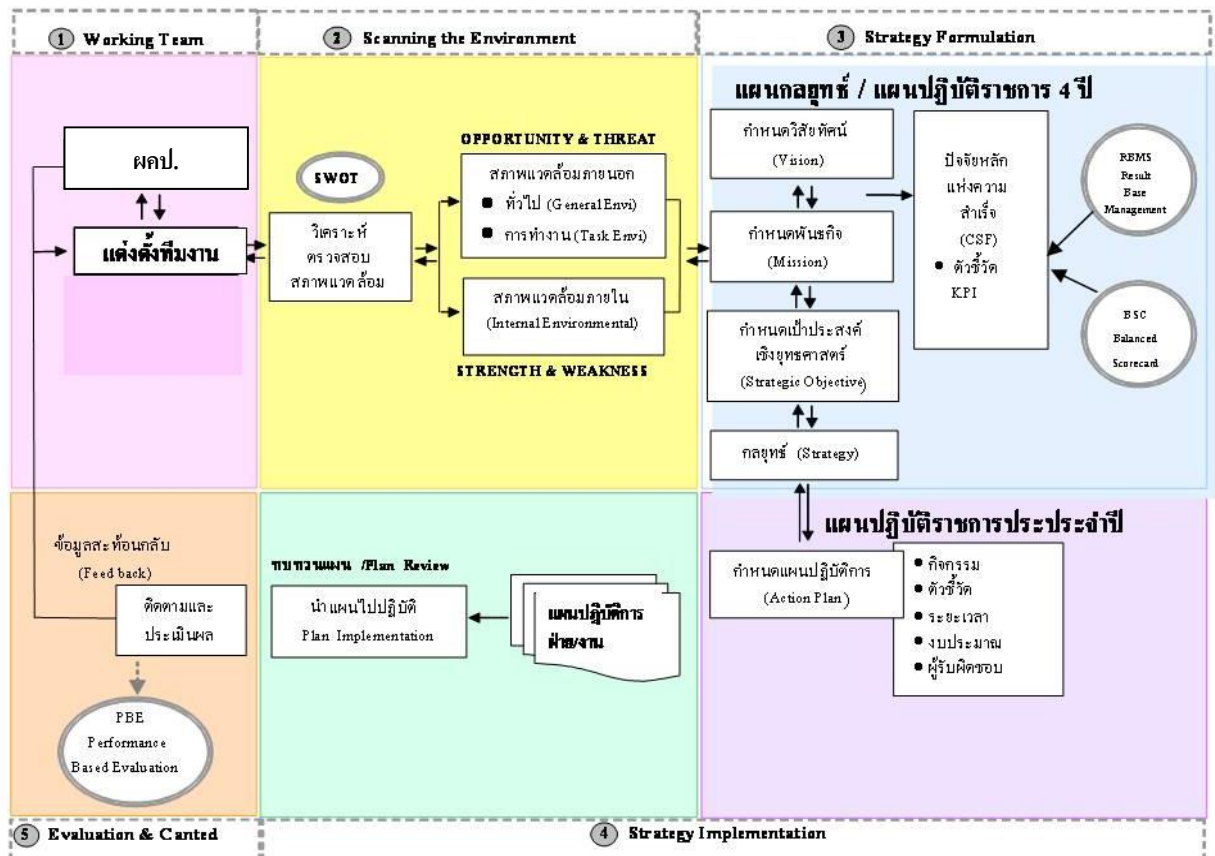 1 Working Team
2 Scanning the Environment
3 Strategy Formulation
แผนกลยุทธ์ / แผนปฏิบัติราชการ 4 ปี
ผคป.
แต่งตั้งทีมงาน
SWOT
วิเคราะห์
ตรวจสอบ
สภาพแวดล้อม
OPPORTUNITY & THREAT
สภาพแวดล้อมภายนอก
● ทั่วไป (General Envi)
● การทำงาน (Task Envi)
สภาพแวดล้อมภายใน
(Internal Environmental)
STRENGTH & WEAKNESS
กำหนดวิสัยทัศน์
(Vision)
กำหนดพันธกิจ
(Mission)
กำหนดเป้าประสงค์
เชิงยุทธศาสตร์
(Strategic Objective)
กลยุทธ์ (Strategy)
ปัจจัยหลัก
แห่งความ
สำเร็จ
(CSF)
● ตัวชี้วัด
KPI
RBMS
Result
Base
Management
BSC
Balanced
Scorecard
ข้อมูลสะท้อนกลับ
(Feed back)
ติดตามและ
ประเมินผล
PBE
Performance
Based Evaluation
ทบทวนแผน /Plan Review
นำแผนไปปฏิบัติ
Plan Implementation
แผนปฏิบัติการ
ฝ่าย/งาน
แผนปฏิบัติราชการประประจำปี
กำหนดแผนปฏิบัติการ
(Action Plan)
● กิจกรรม
● ตัวชี้วัด
● ระยะเวลา
● งบประมาณ
● ผู้รับผิดชอบ
5 Evaluation & Canted
4 Strategy Implementation